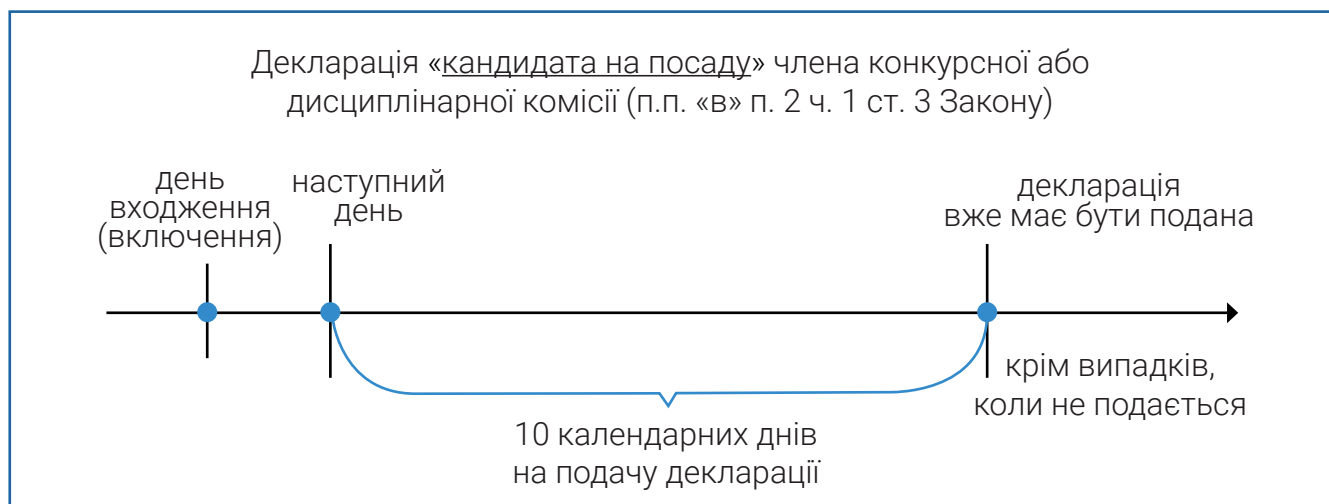 Декларація «кандидата на посаду» члена конкурсної або
дисциплінарної комісії (п.п. «в» п. 2 ч. 1 ст. 3 Закону)
день
входження
(включення)
наступний
день
декларація
вже має бути подана
крім випадків,
коли не подається
10 календарних днів
на подачу декларації